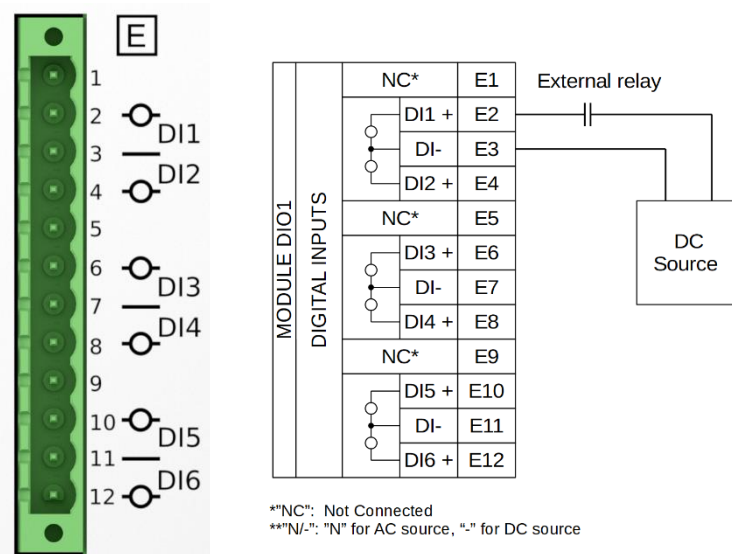 E
1
2
DI1
3
DI2
4
5
6
DI3
7
DI4
8
9
10
DI5
11
DI6
12
MODULE DIO1
DIGITAL INPUTS
NC* E1
DI1 + E2
DI- E3
DI2 + E4
NC* E5
DI3 + E6
DI- E7
DI4 + E8
NC* E9
DI5 + E10
DI- E11
DI6 + E12
External relay
DC
Source
*"NC": Not Connected
**"N/-": "N" for AC source, “-” for DC source